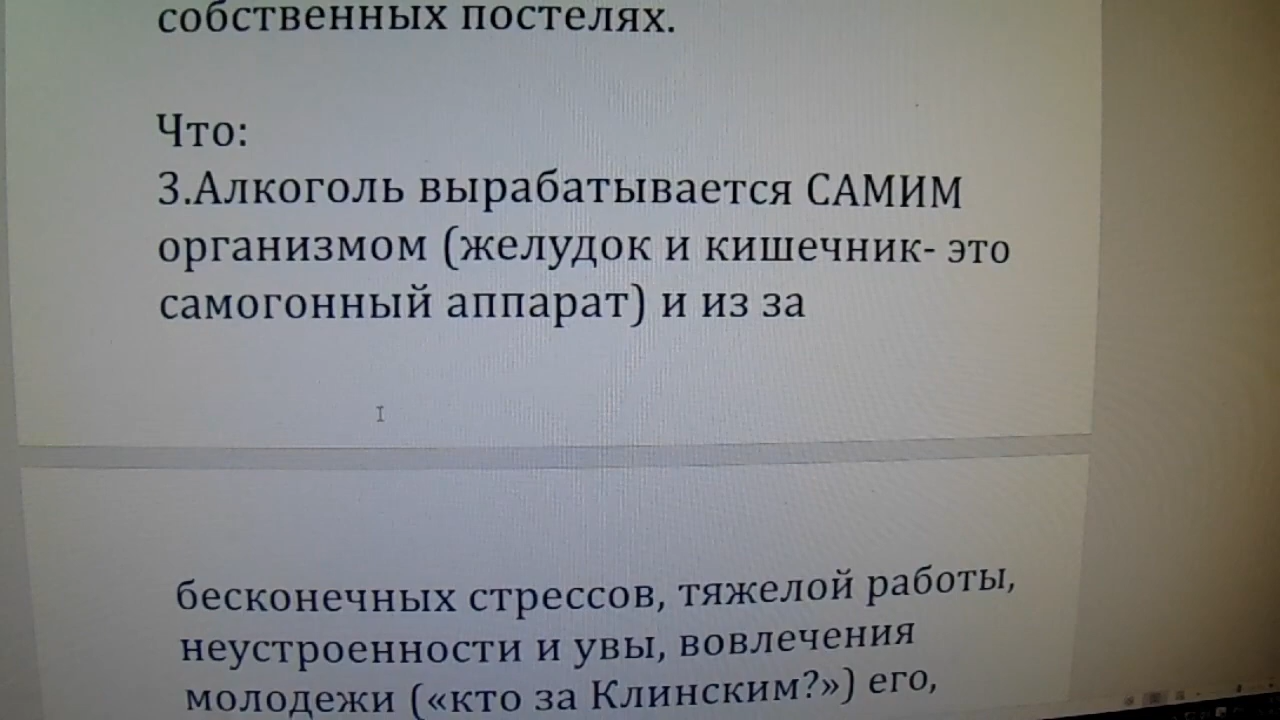 собственных постелях.
Что:
3.Алкоголь вырабатывается САМИМ
организмом (желудок и кишечник- это
самогонный аппарат) и из за
бесконечных стрессов, тяжелой работы,
неустроенности и увы, вовлечения
молодежи («кто за Клинским?») его,